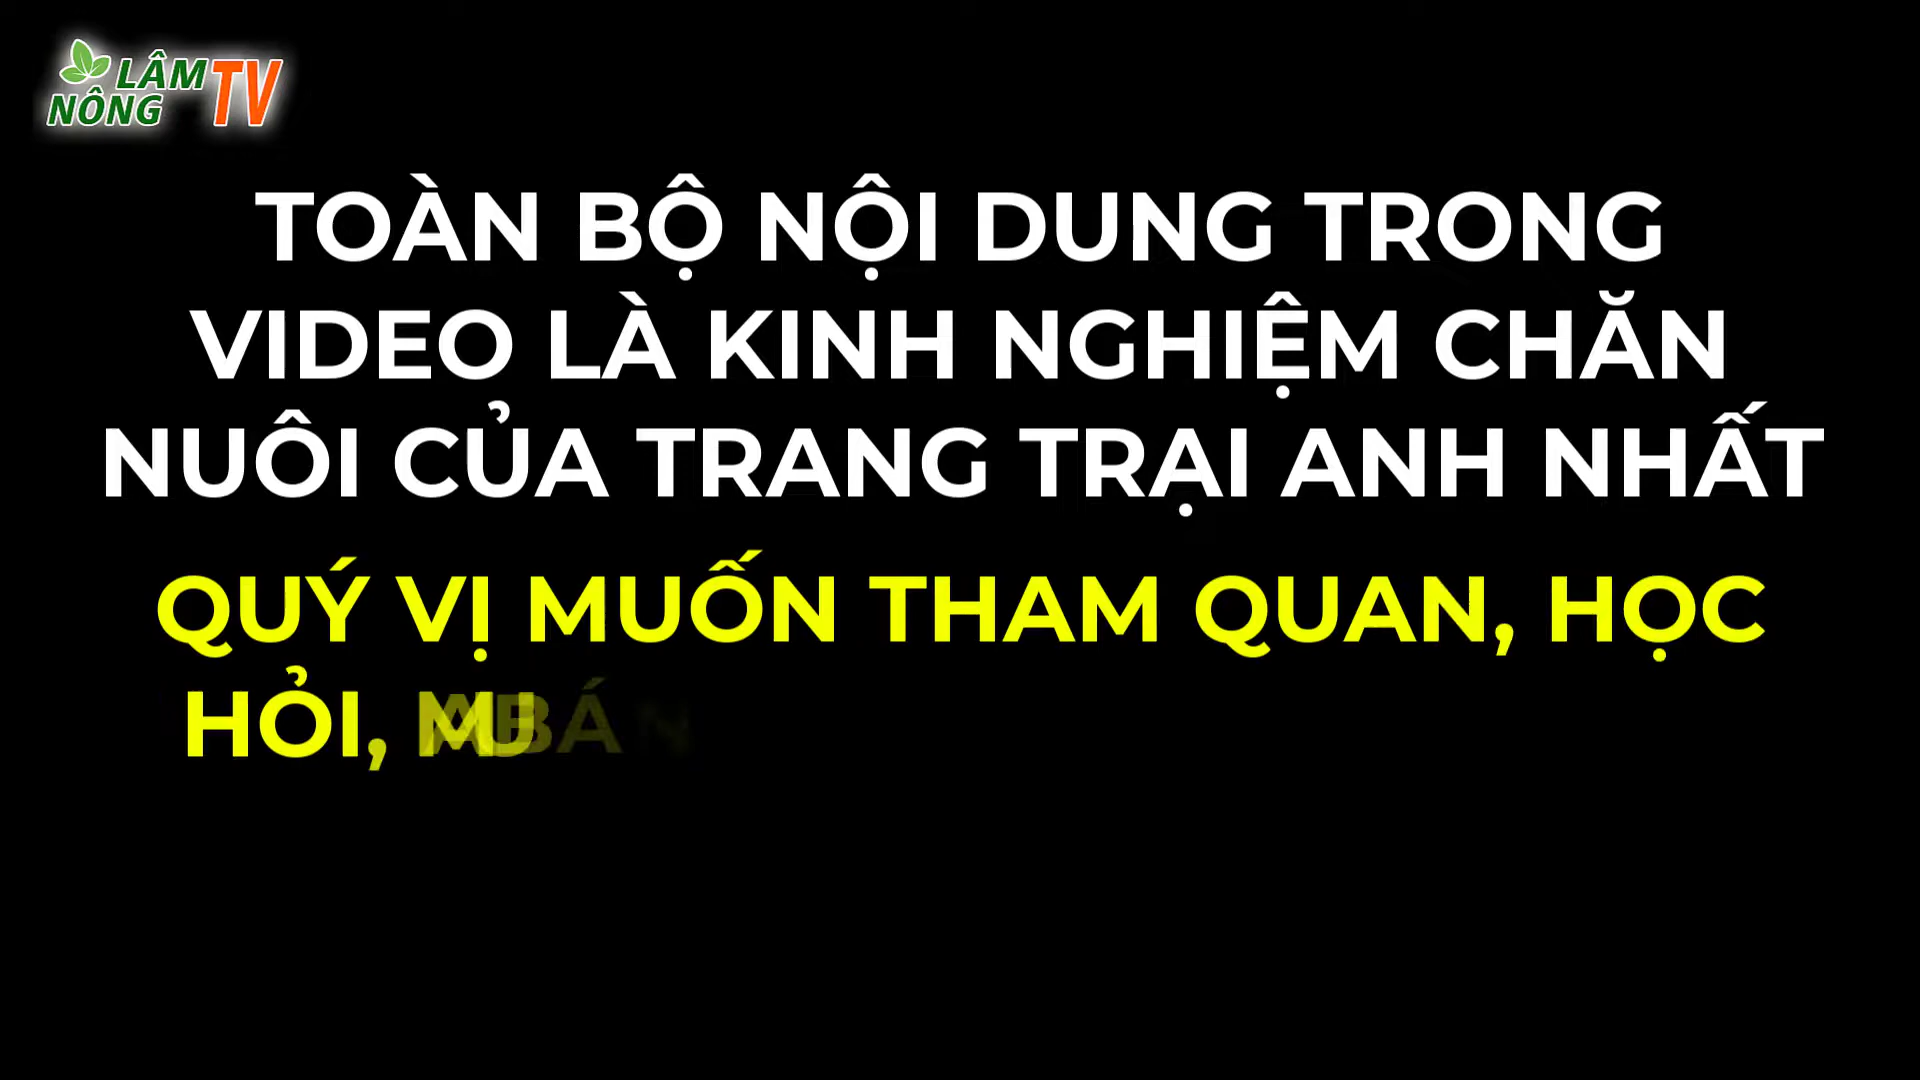 LÂM
NÔNG TV
TOÀN BỘ NỘI DUNG TRONG
VIDEO LÀ KINH NGHIỆM CHĂN
NUÔI CỦA TRANG TRẠI ANH NHẤT
QUÝ VỊ MUỐN THAM QUAN, HỌC
HỎI,